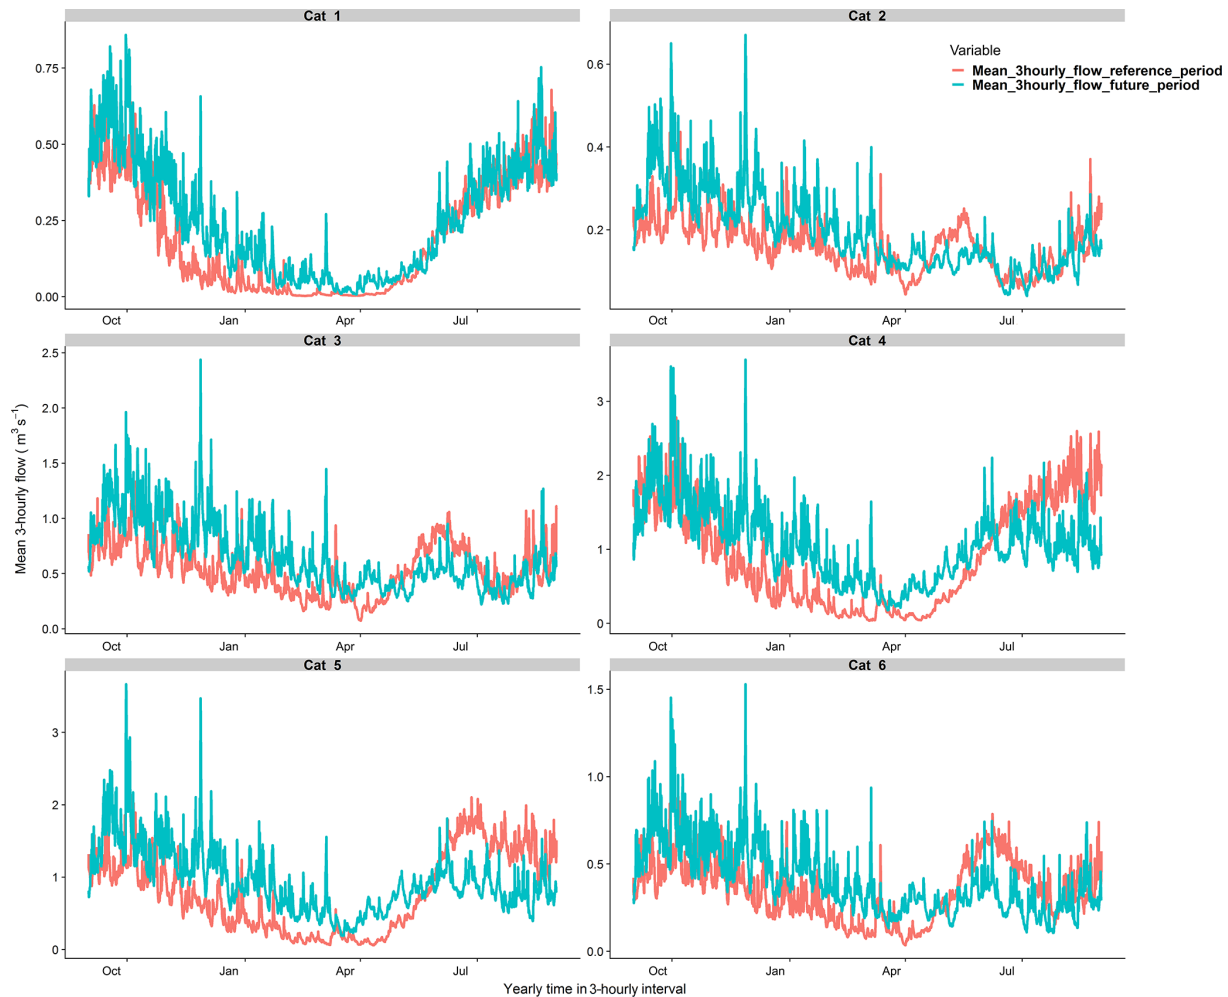 Cat 1
Cat 2
Variable
Mean_3hourly_flow_reference_period
Mean_3hourly_flow_future_period
0.75
0.50
0.25
0.00
Oct Jan Apr Jul
0.6
0.4
0.2
Oct Jan Apr Jul
Cat 3
Cat 4
Mean 3-hourly flow ( m³ s⁻¹)
2.5
2.0
1.5
1.0
0.5
0.0
Oct Jan Apr Jul
3
2
1
0
Oct Jan Apr Jul
Cat 5
Cat 6
3
2
1
0
Oct Jan Apr Jul
1.5
1.0
0.5
0.0
Oct Jan Apr Jul
Yearly time in 3-hourly interval